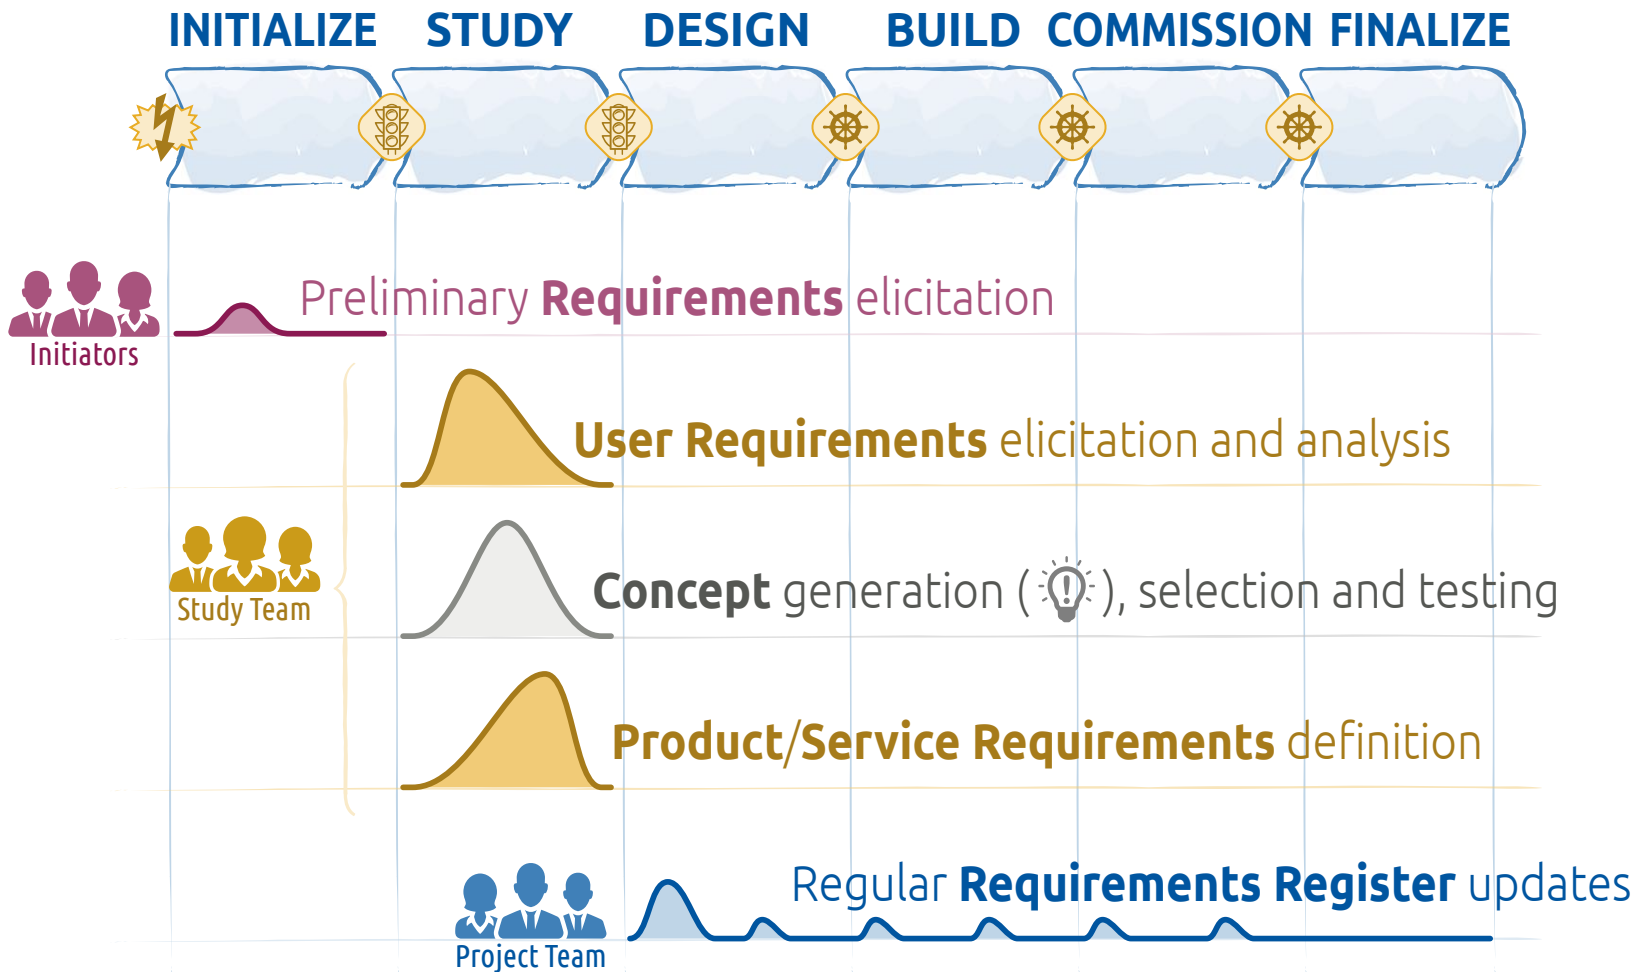 INITIALIZE STUDY DESIGN BUILD COMMISSION FINALIZE
Preliminary Requirements elicitation
Initiators
User Requirements elicitation and analysis
Concept generation ( ), selection and testing
Study Team
Product/Service Requirements definition
Regular Requirements Register updates
Project Team